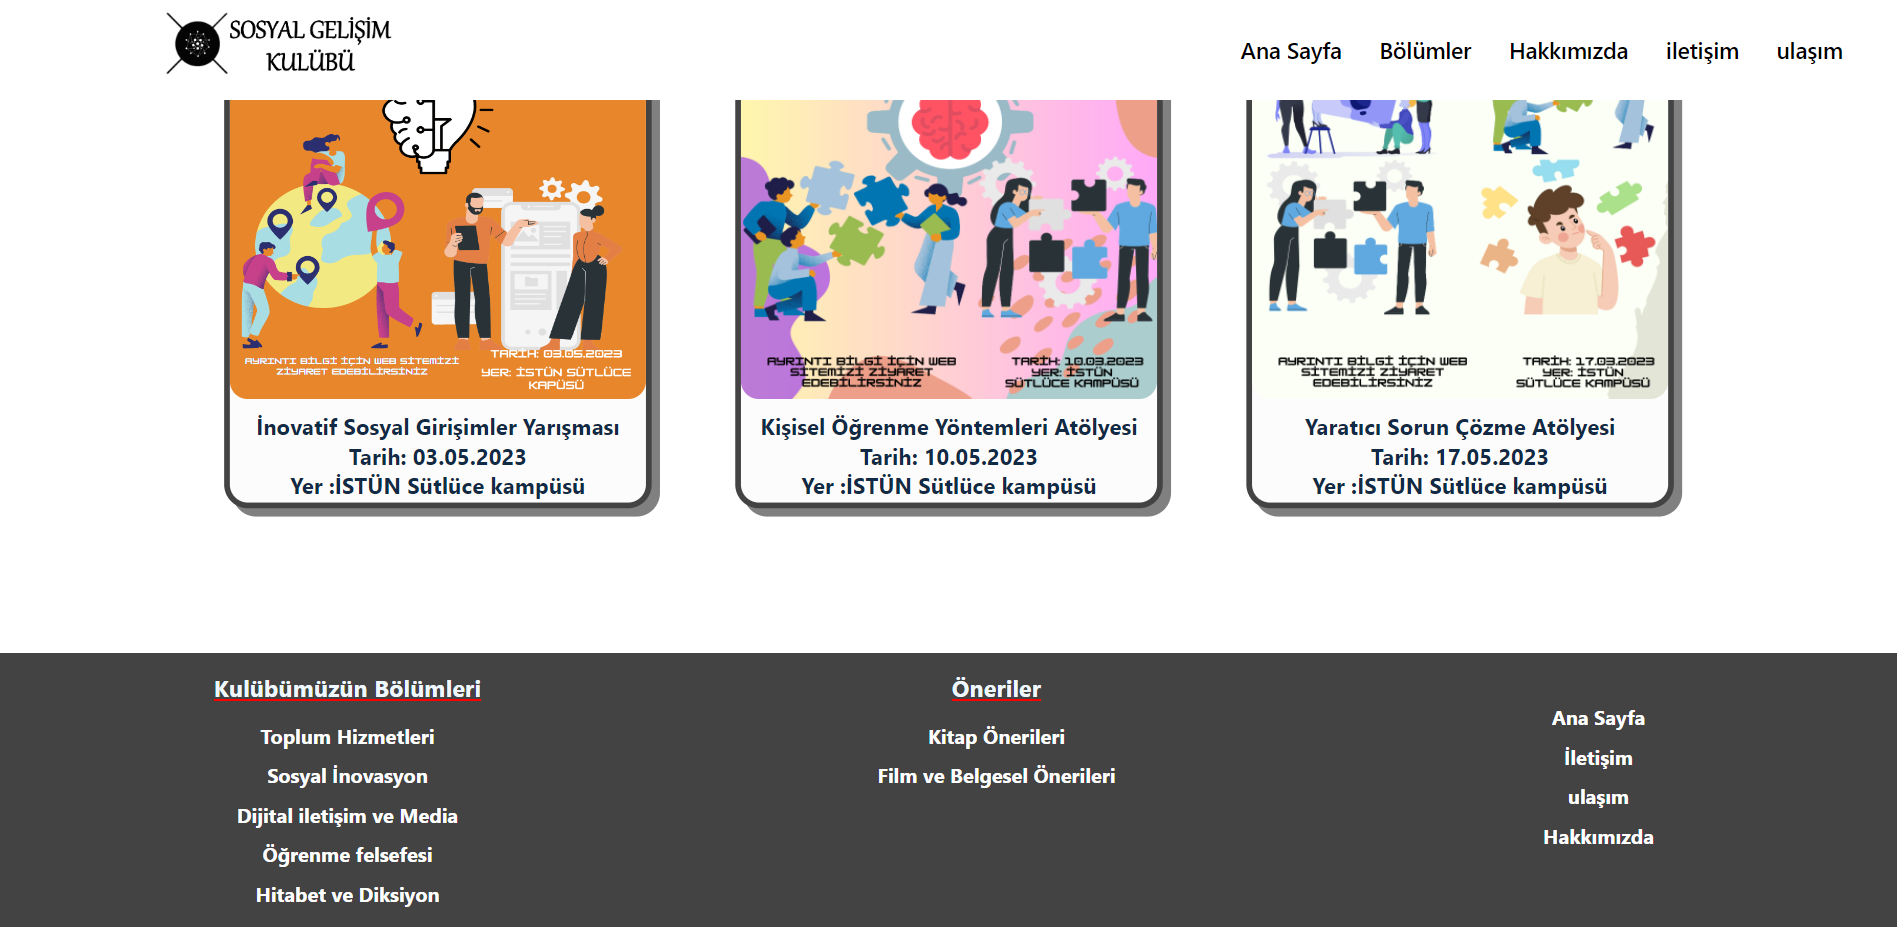 SOSYAL GELİŞİM
KULÜBÜ
Ana Sayfa
Bölümler
Hakkımızda
iletişim
ulaşım
AYRINTI BİLGİ İÇİN WEB SİTEMİZİ
ZİYARET EDEBİLİRSİNİZ
TARİH: 03.05.2023
YER: İSTÜN SÜTLÜCE
KAPÜSÜ
AYRINTI BİLGİ İÇİN WEB
SİTEMİZİ ZİYARET
EDEBİLİRSİNİZ
TARİH: 10.03.2023
YER: İSTÜN
SÜTLÜCE KAMPÜSÜ
AYRINTI BİLGİ İÇİN WEB
SİTEMİZİ ZİYARET
EDEBİLİRSİNİZ
TARİH: 17.03.2023
YER: İSTÜN
SÜTLÜCE KAMPÜSÜ
İnovatif Sosyal Girişimler Yarışması
Tarih: 03.05.2023
Yer :İSTÜN Sütlüce kampüsü
Kişisel Öğrenme Yöntemleri Atölyesi
Tarih: 10.05.2023
Yer :İSTÜN Sütlüce kampüsü
Yaratıcı Sorun Çözme Atölyesi
Tarih: 17.05.2023
Yer :İSTÜN Sütlüce kampüsü
Kulübümüzün Bölümleri
Toplum Hizmetleri
Sosyal İnovasyon
Dijital iletişim ve Media
Öğrenme felsefesi
Hitabet ve Diksiyon
Öneriler
Kitap Önerileri
Film ve Belgesel Önerileri
Ana Sayfa
İletişim
ulaşım
Hakkımızda